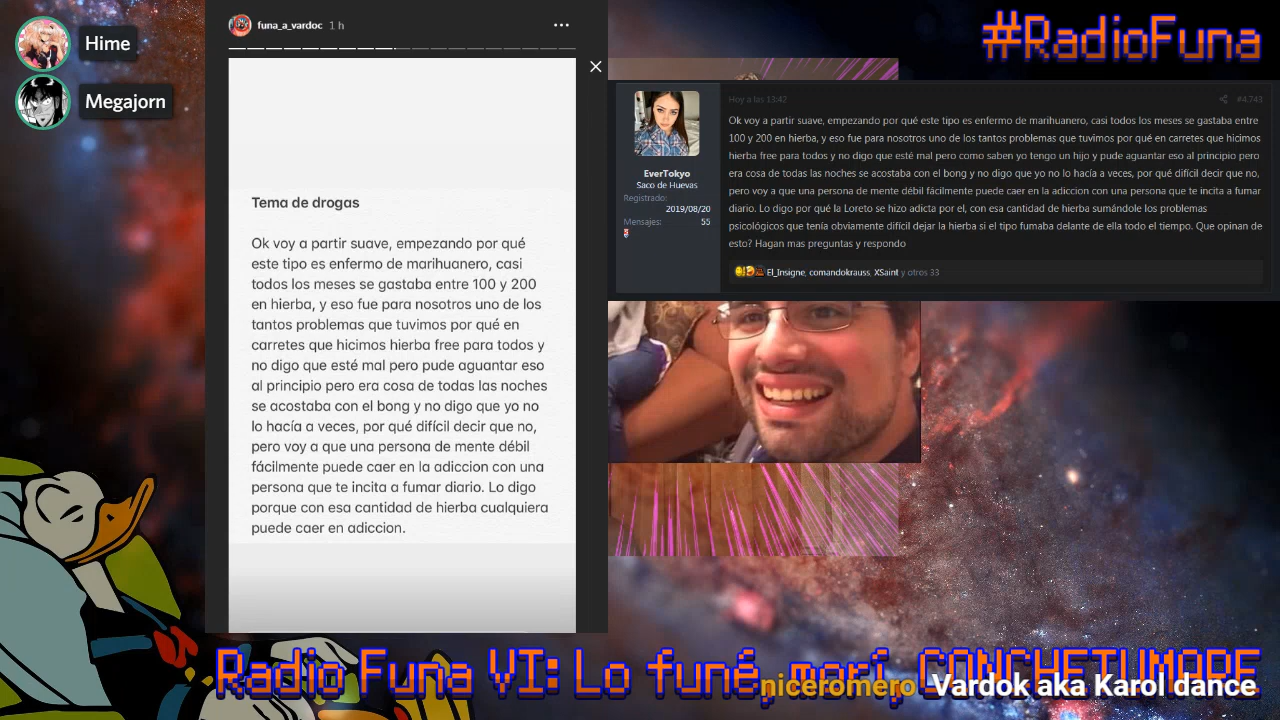 Hime
Megajorn
funa_a_vardoc 1 h
Tema de drogas
Ok voy a partir suave, empezando por qué
este tipo es enfermo de marihuanero, casi
todos los meses se gastaba entre 100 y 200
en hierba, y eso fue para nosotros uno de los
tantos problemas que tuvimos por qué en
carretes que hicimos hierba free para todos y
no digo que esté mal pero pude aguantar eso
al principio pero era cosa de todas las noches
se acostaba con el bong y no digo que yo no
lo hacía a veces, por qué difícil decir que no,
pero voy a que una persona de mente débil
fácilmente puede caer en la adiccion con una
persona que te incita a fumar diario. Lo digo
porque con esa cantidad de hierba cualquiera
puede caer en adiccion.
#RadioFuna
Hoy a las 13:42 #4,743
EverTokyo
Saco de Huevas
Registrado:
2019/08/20
Mensajes: 55
Ok voy a partir suave, empezando por qué este tipo es enfermo de marihuanero, casi todos los meses se gastaba entre
100 y 200 en hierba, y eso fue para nosotros uno de los tantos problemas que tuvimos por qué en carretes que hicimos
hierba free para todos y no digo que esté mal pero como saben yo tengo un hijo y pude aguantar eso al principio pero
era cosa de todas las noches se acostaba con el bong y no digo que yo no lo hacía a veces, por qué difícil decir que no,
pero voy a que una persona de mente débil fácilmente puede caer en la adiccion con una persona que te incita a fumar
diario. Lo digo por qué la Loreto se hizo adicta por el, con esa cantidad de hierba sumándole los problemas
psicológicos que tenía obviamente difícil dejar la hierba si el tipo fumaba delante de ella todo el tiempo. Que opinan de
esto? Hagan mas preguntas y respondo
El_Insigne, comandokrauss, XSaint y otros 33
Radio Funa VI: Lo funé, morí, CONCHETUMARE
niceromero Vardok aka Karol dance